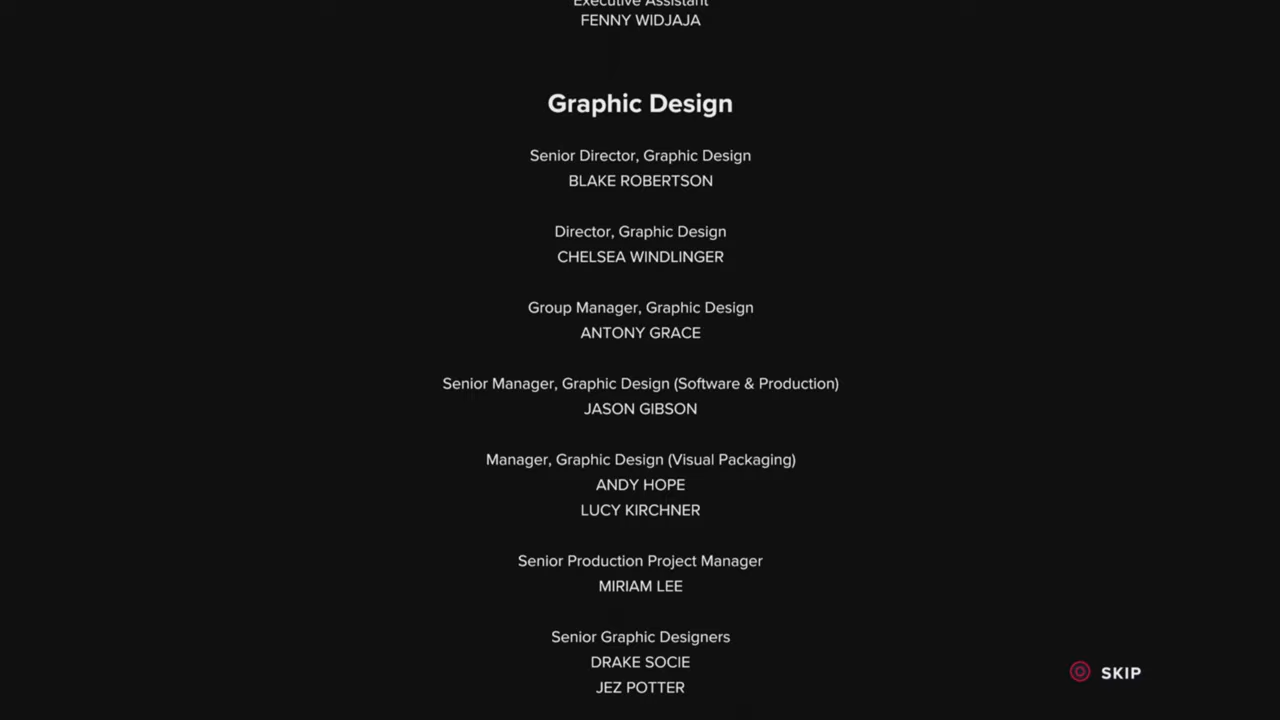 Executive Assistant
FENNY WIDJAJA
Graphic Design
Senior Director, Graphic Design
BLAKE ROBERTSON
Director, Graphic Design
CHELSEA WINDLINGER
Group Manager, Graphic Design
ANTONY GRACE
Senior Manager, Graphic Design (Software & Production)
JASON GIBSON
Manager, Graphic Design (Visual Packaging)
ANDY HOPE
LUCY KIRCHNER
Senior Production Project Manager
MIRIAM LEE
Senior Graphic Designers
DRAKE SOCIE
JEZ POTTER
SKIP